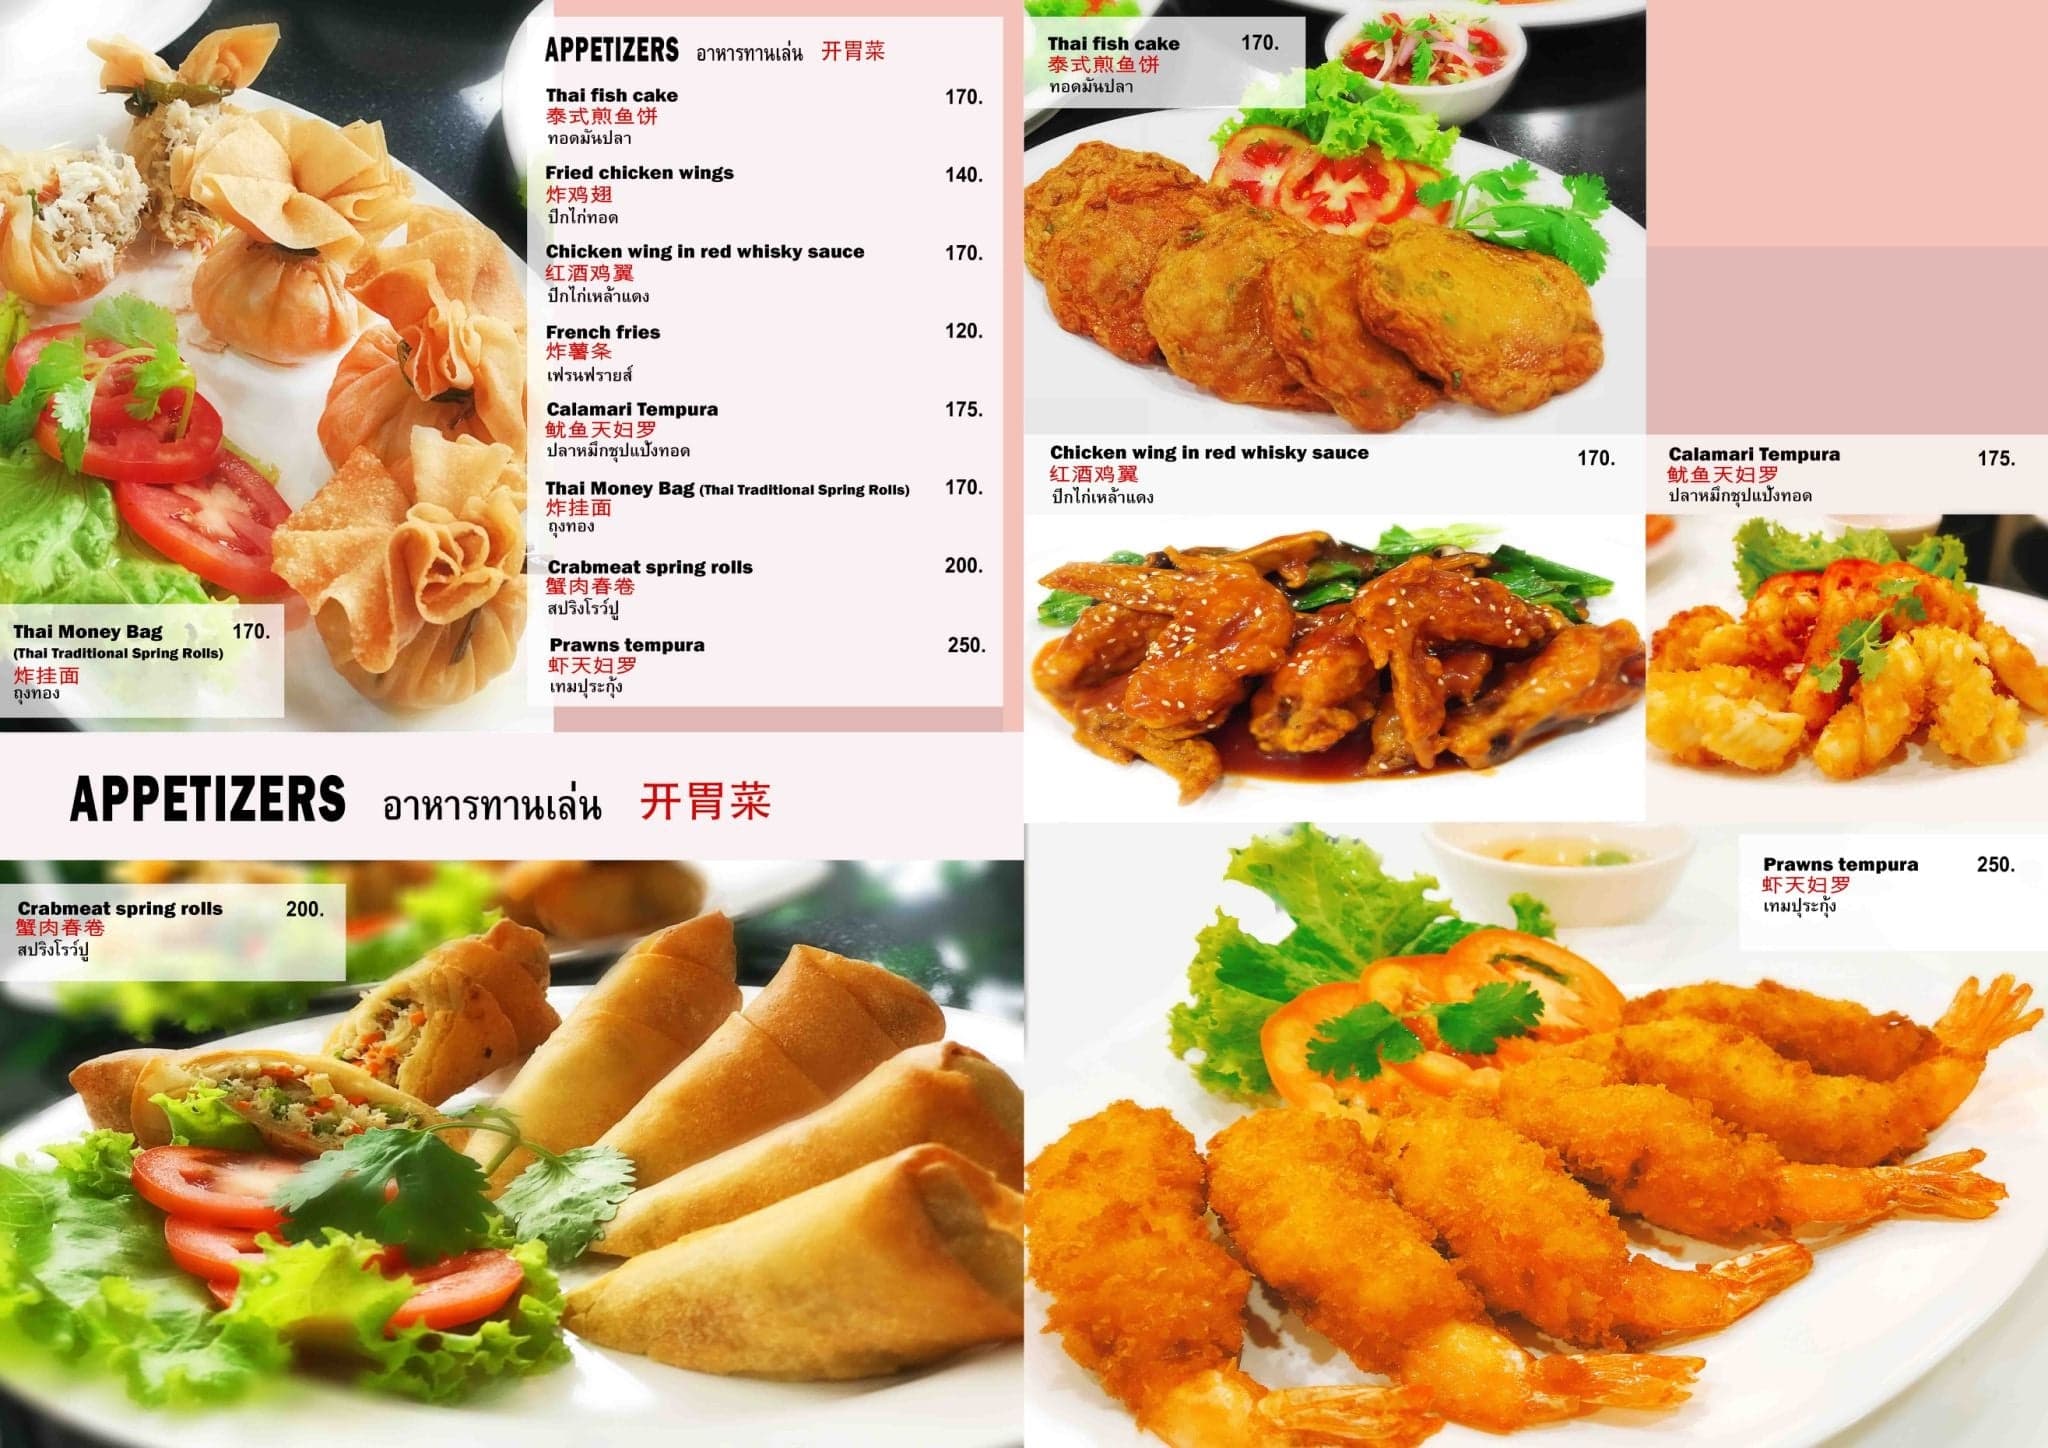 APPETIZERS อาหารทานเล่น 开胃菜
Thai fish cake 170.
泰式煎鱼饼
ทอดมันปลา
Fried chicken wings 140.
炸鸡翅
ปีกไก่ทอด
Chicken wing in red whisky sauce 170.
红酒鸡翼
ปีกไก่เหล้าแดง
French fries 120.
炸薯条
เฟรนฟรายส์
Calamari Tempura 175.
鱿鱼天妇罗
ปลาหมึกชุปแป้งทอด
Thai Money Bag (Thai Traditional Spring Rolls) 170.
炸挂面
ถุงทอง
Crabmeat spring rolls 200.
蟹肉春卷
สปริงโรว์ปู
Prawns tempura 250.
虾天妇罗
เทมปุระกุ้ง
Thai Money Bag 170.
(Thai Traditional Spring Rolls)
炸挂面
ถุงทอง
APPETIZERS อาหารทานเล่น 开胃菜
Crabmeat spring rolls 200.
蟹肉春卷
สปริงโรว์ปู
Thai fish cake 170.
泰式煎鱼饼
ทอดมันปลา
Chicken wing in red whisky sauce 170.
红酒鸡翼
ปีกไก่เหล้าแดง
Calamari Tempura 175.
鱿鱼天妇罗
ปลาหมึกชุปแป้งทอด
Prawns tempura 250.
虾天妇罗
เทมปุระกุ้ง